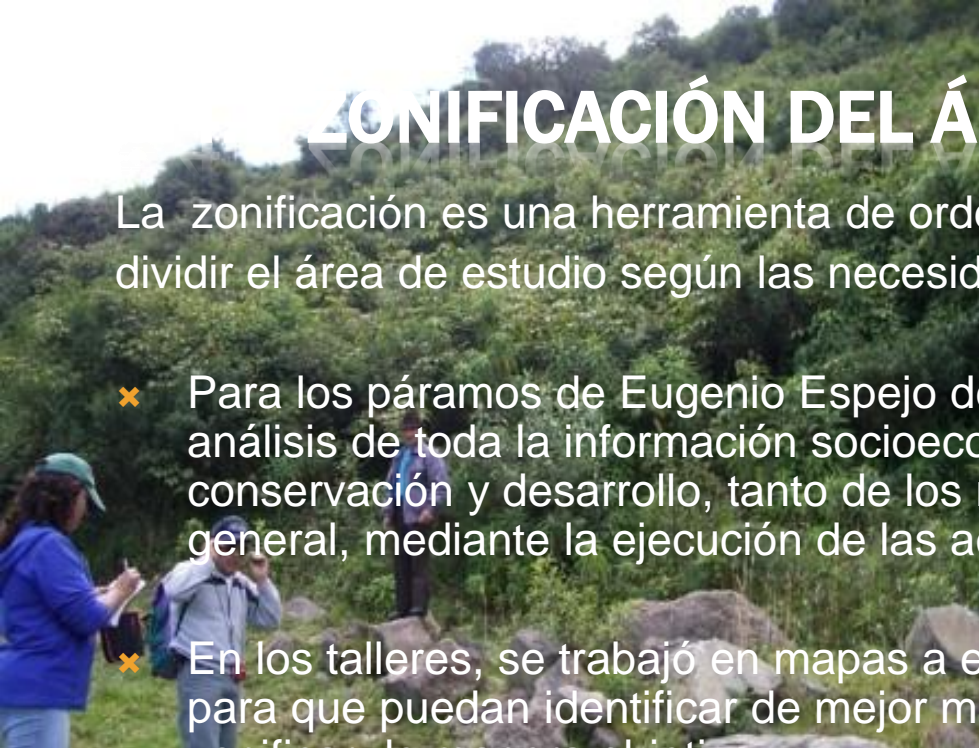 ZONIFICACIÓN DEL Á
La zonificación es una herramienta de orde
dividir el área de estudio según las necesid
Para los páramos de Eugenio Espejo de
análisis de toda la información socioeco
conservación y desarrollo, tanto de los
general, mediante la ejecución de las a
En los talleres, se trabajó en mapas a e
para que puedan identificar de mejor m